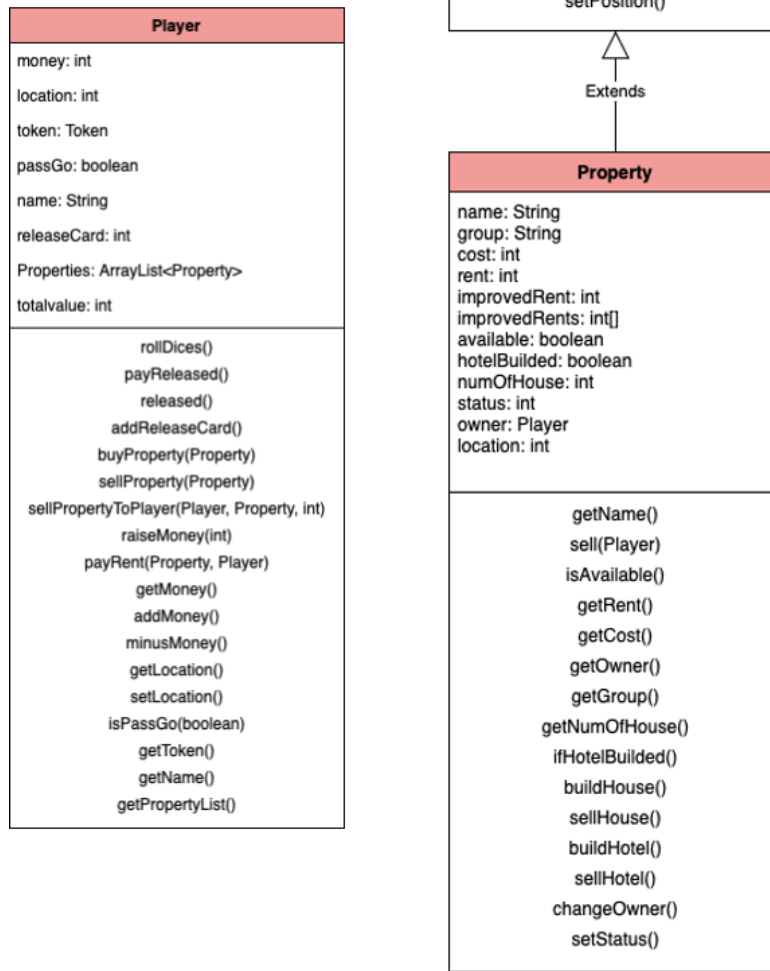 Player
money: int
location: int
token: Token
passGo: boolean
name: String
releaseCard: int
Properties: ArrayList<Property>
totalvalue: int
rollDices()
payReleased()
released()
addReleaseCard()
buyProperty(Property)
sellProperty(Property)
sellPropertyToPlayer(Player, Property, int)
raiseMoney(int)
payRent(Property, Player)
getMoney()
addMoney()
minusMoney()
getLocation()
setLocation()
isPassGo(boolean)
getToken()
getName()
getPropertyList()
setPosition()
Extends
Property
name: String
group: String
cost: int
rent: int
improvedRent: int
improvedRents: int[]
available: boolean
hotelBuilded: boolean
numOfHouse: int
status: int
owner: Player
location: int
getName()
sell(Player)
isAvailable()
getRent()
getCost()
getOwner()
getGroup()
getNumOfHouse()
ifHotelBuilded()
buildHouse()
sellHouse()
buildHotel()
sellHotel()
changeOwner()
setStatus()